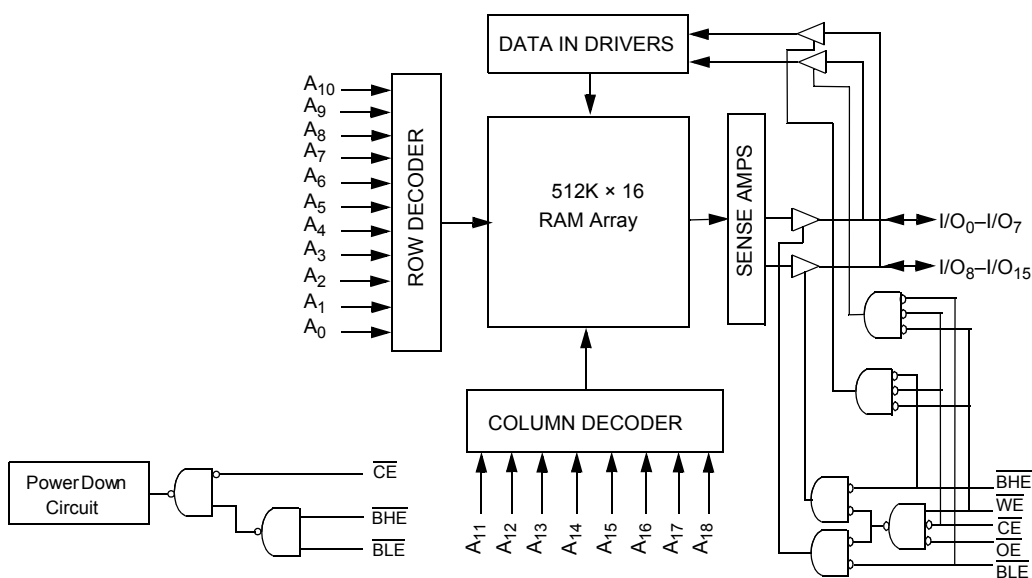 DATA IN DRIVERS
A10
A9
A8
A7
A6
A5
A4
A3
A2
A1
A0
ROW DECODER
512K × 16
RAM Array
SENSE AMPS
I/O0–I/O7
I/O8–I/O15
COLUMN DECODER
A11
A12
A13
A14
A15
A16
A17
A18
Power Down
Circuit
CE
BHE
BLE
BHE
WE
CE
OE
BLE